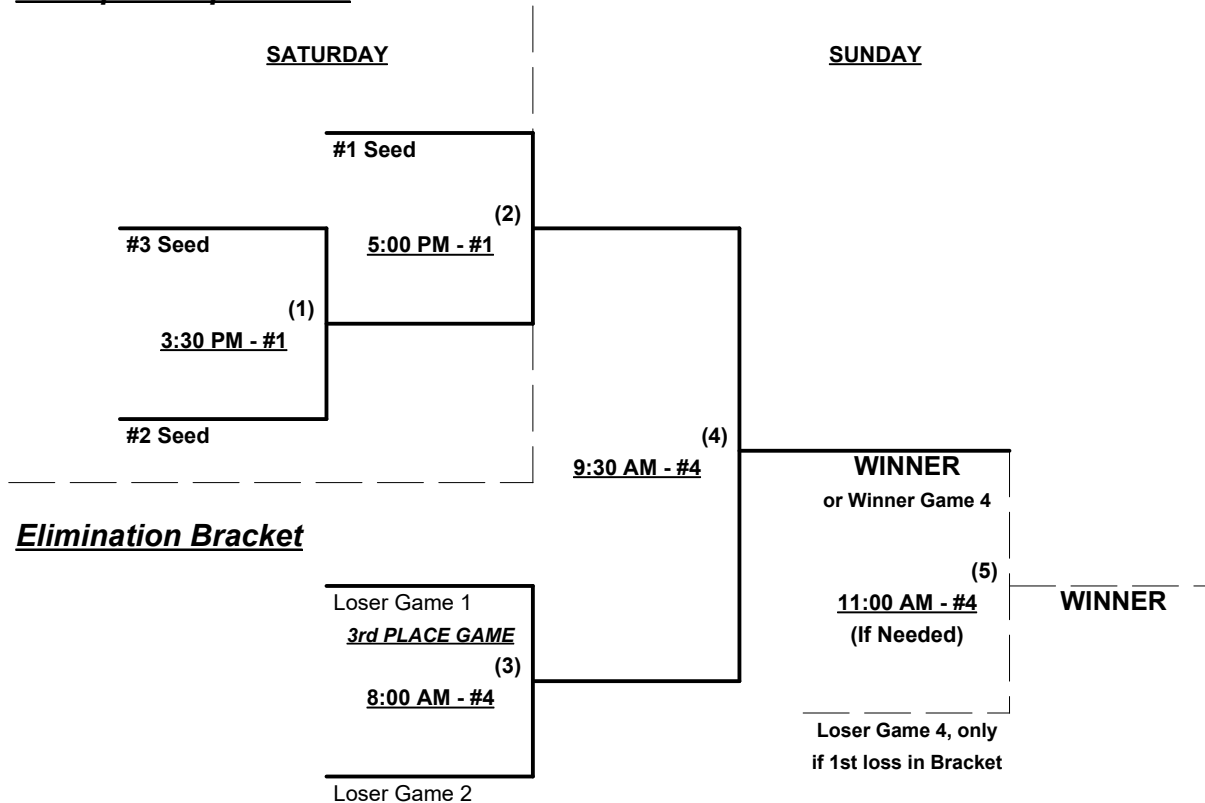 SATURDAY
SUNDAY
#1 Seed
(2)
5:00 PM - #1
#3 Seed
(1)
3:30 PM - #1
#2 Seed
(4)
9:30 AM - #4
WINNER
or Winner Game 4
Elimination Bracket
(5)
11:00 AM - #4
(If Needed)
WINNER
Loser Game 1
3rd PLACE GAME
(3)
8:00 AM - #4
Loser Game 4, only
if 1st loss in Bracket
Loser Game 2